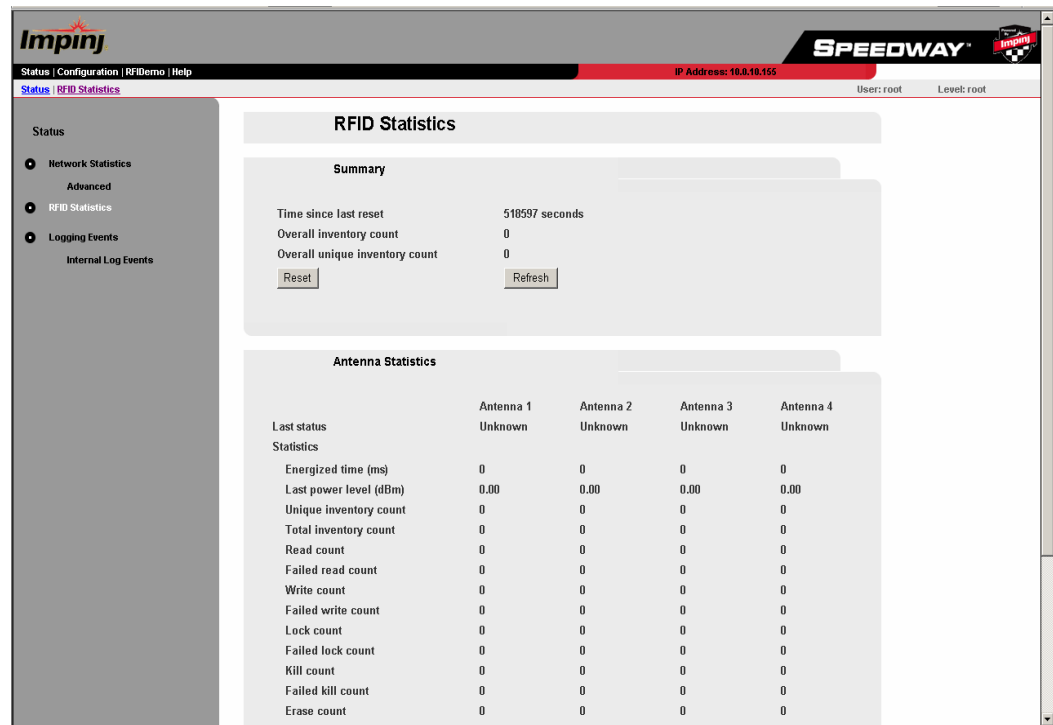 Impinj
SPEEDWAY™
Powered By Impinj
Status | Configuration | RFIDemo | Help
IP Address: 10.0.10.155
Status | RFID Statistics
User: root Level: root
Status
Network Statistics
Advanced
RFID Statistics
Logging Events
Internal Log Events
RFID Statistics
Summary
Time since last reset 518597 seconds
Overall inventory count 0
Overall unique inventory count 0
Reset Refresh
Antenna Statistics
Antenna 1 Antenna 2 Antenna 3 Antenna 4
Last status Unknown Unknown Unknown Unknown
Statistics
Energized time (ms) 0 0 0 0
Last power level (dBm) 0.00 0.00 0.00 0.00
Unique inventory count 0 0 0 0
Total inventory count 0 0 0 0
Read count 0 0 0 0
Failed read count 0 0 0 0
Write count 0 0 0 0
Failed write count 0 0 0 0
Lock count 0 0 0 0
Failed lock count 0 0 0 0
Kill count 0 0 0 0
Failed kill count 0 0 0 0
Erase count 0 0 0 0